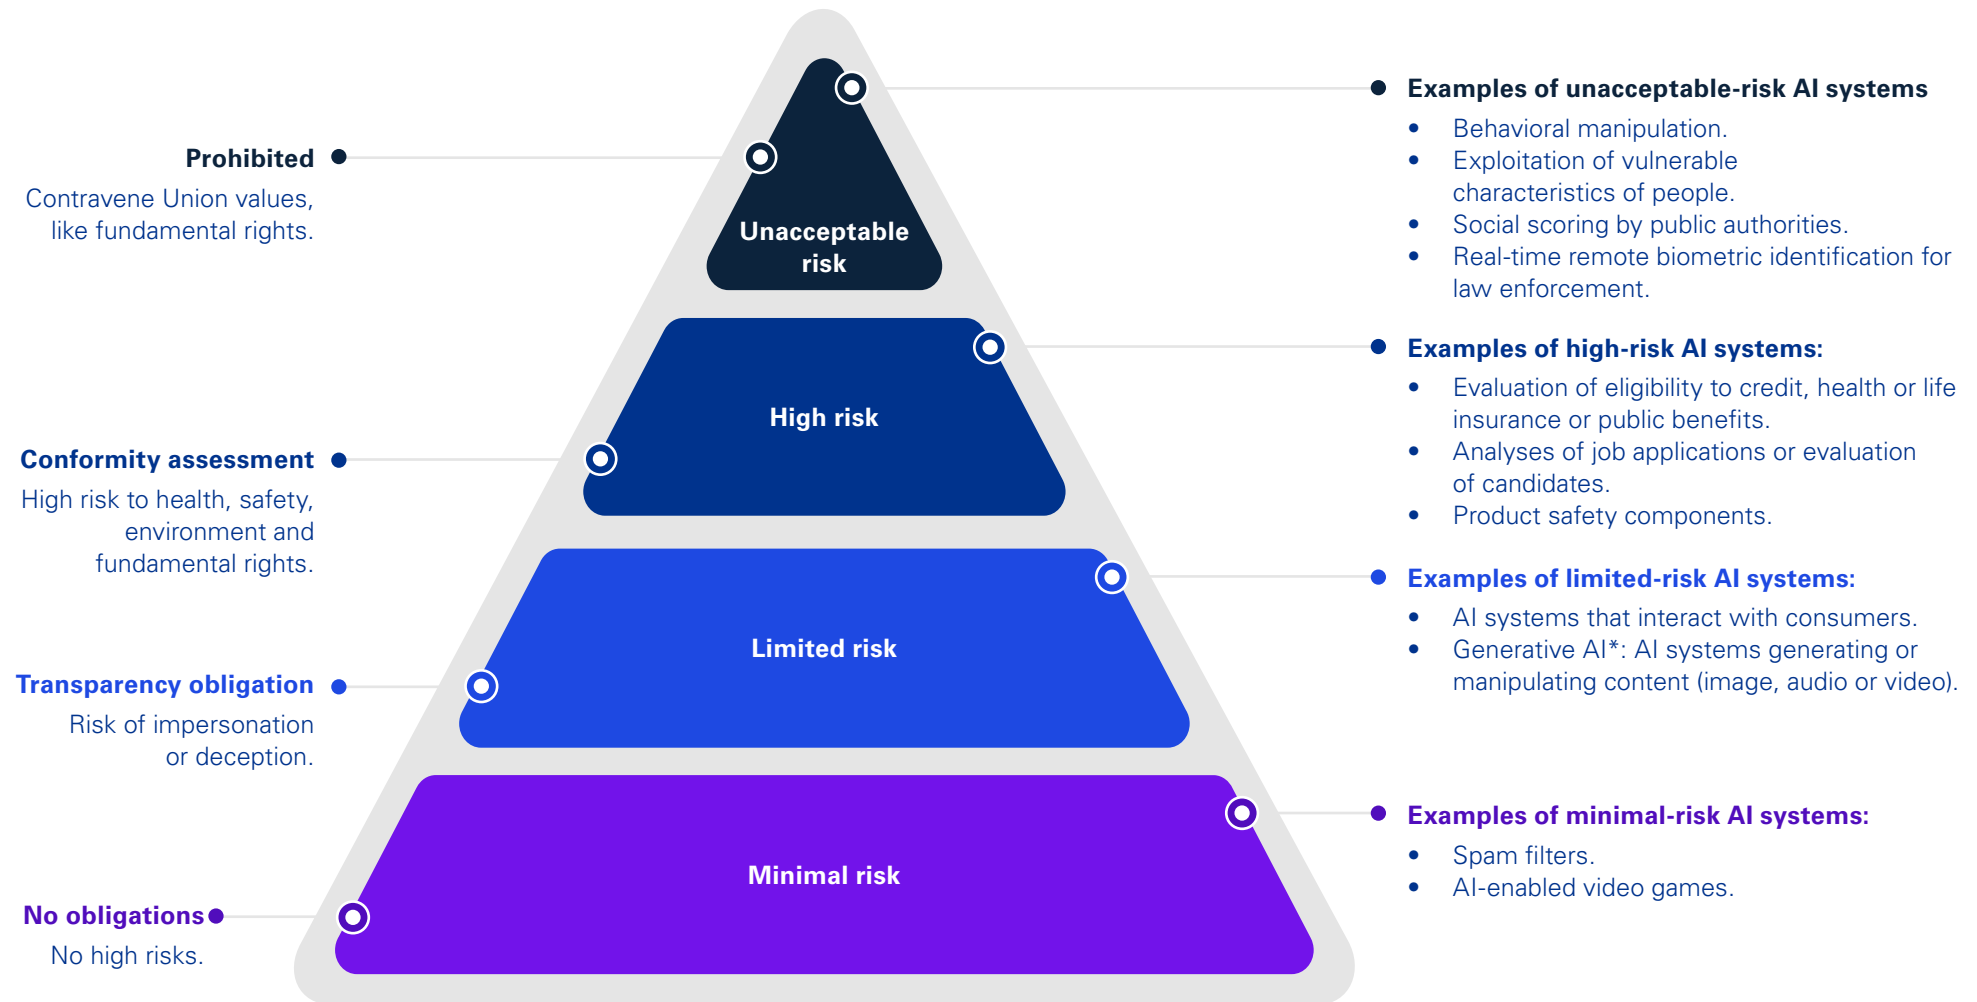 Prohibited
Contravene Union values,
like fundamental rights.
Conformity assessment
High risk to health, safety,
environment and
fundamental rights.
Transparency obligation
Risk of impersonation
or deception.
No obligations
No high risks.
Unacceptable
risk
High risk
Limited risk
Minimal risk
Examples of unacceptable-risk AI systems
• Behavioral manipulation.
• Exploitation of vulnerable
characteristics of people.
• Social scoring by public authorities.
• Real-time remote biometric identification for
law enforcement.
Examples of high-risk AI systems:
• Evaluation of eligibility to credit, health or life
insurance or public benefits.
• Analyses of job applications or evaluation
of candidates.
• Product safety components.
Examples of limited-risk AI systems:
• AI systems that interact with consumers.
• Generative AI*: AI systems generating or
manipulating content (image, audio or video).
Examples of minimal-risk AI systems:
• Spam filters.
• AI-enabled video games.